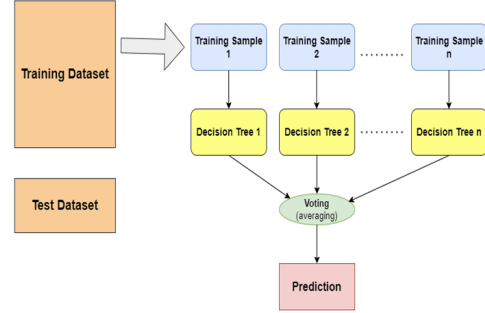 Training Dataset
Training Sample
1
Training Sample
2
Training Sample
n
Decision Tree 1
Decision Tree 2
Decision Tree n
Test Dataset
Voting
(averaging)
Prediction